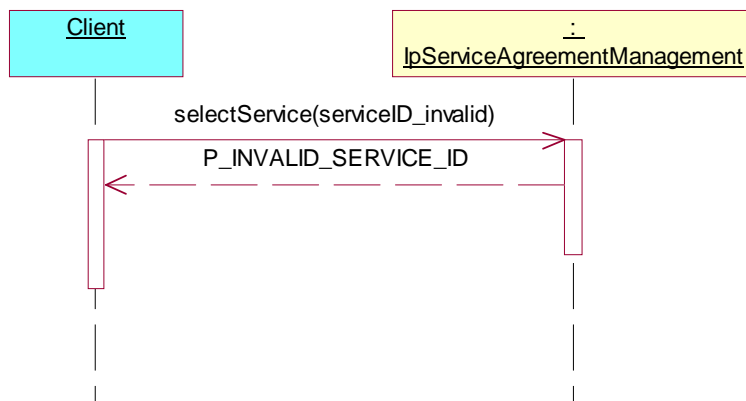 Client
:
IpServiceAgreementManagement
selectService(serviceID_invalid)
P_INVALID_SERVICE_ID